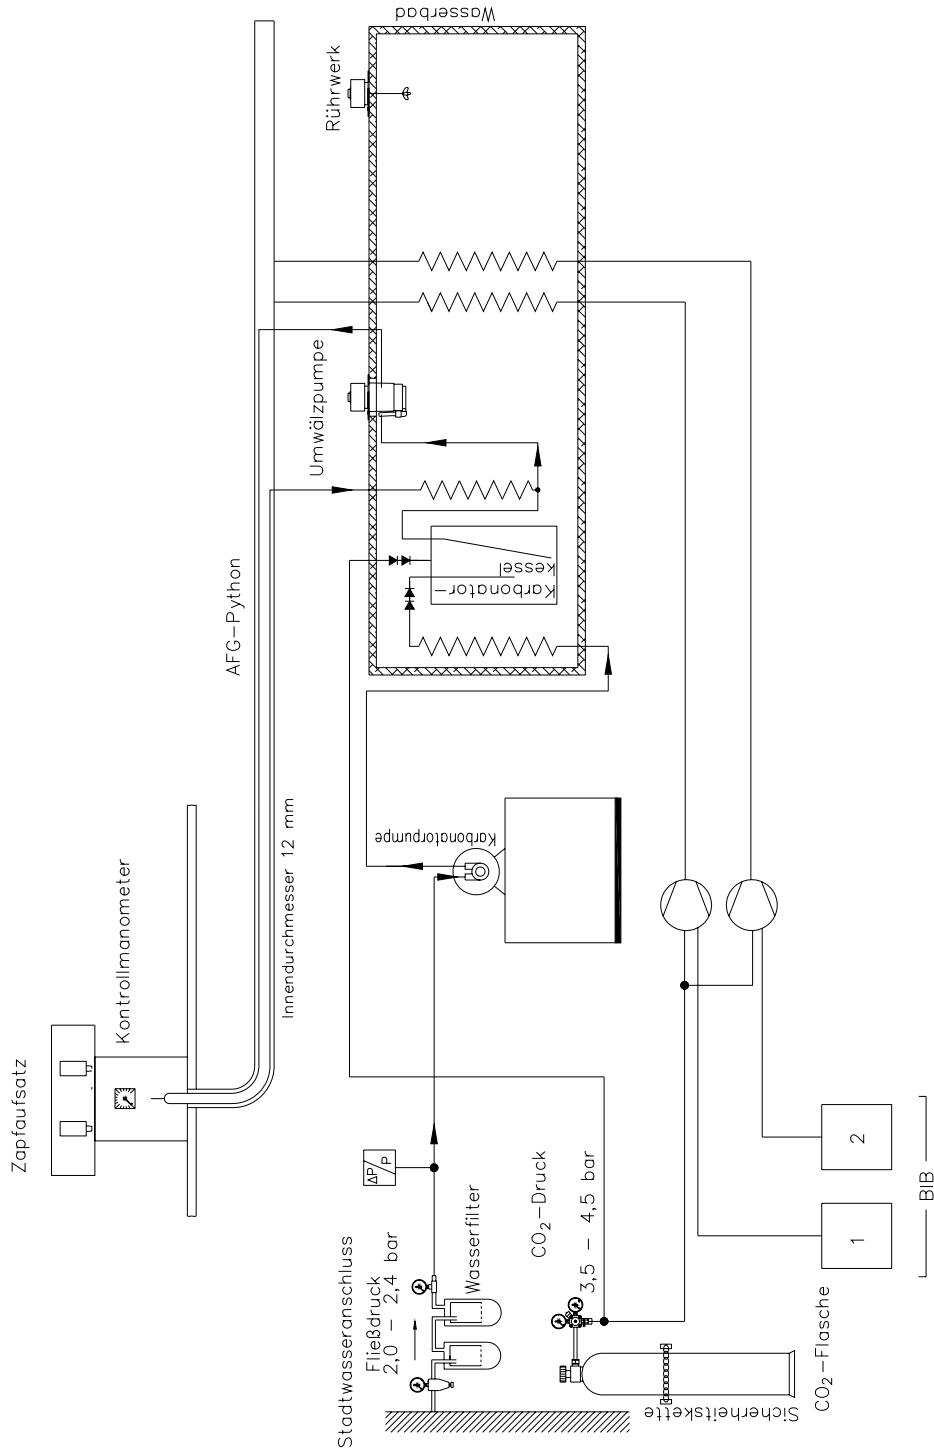 Zapfaufsatz
Kontrollmanometer
AFG–Python
Innendurchmesser 12 mm
Umwälzpumpe
Rührwerk
Wasserbad
Karbonator–
kessel
Karbonatorpumpe
ΔP/P
Stadtwasseranschluss
Fließdruck
2,0 – 2,4 bar
Wasserfilter
CO₂–Druck
3,5 – 4,5 bar
Sicherheitskette
CO₂–Flasche
1
2
BIB